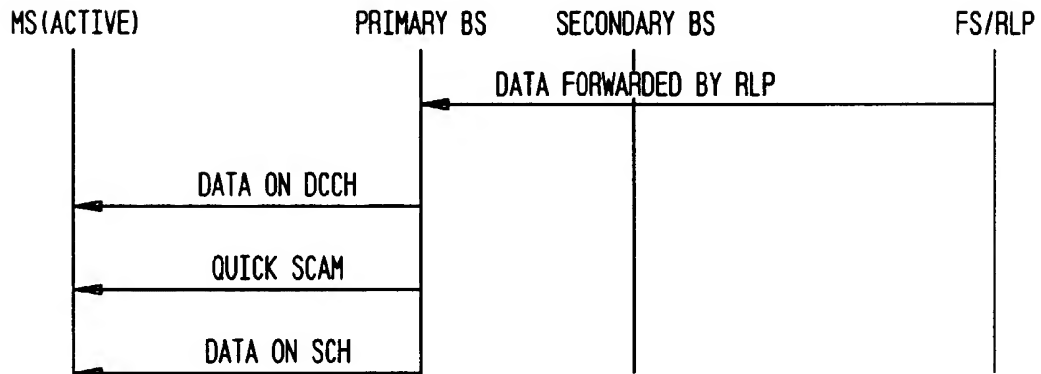 MS(ACTIVE) PRIMARY BS SECONDARY BS FS/RLP
DATA FORWARDED BY RLP
DATA ON DCCH
QUICK SCAM
DATA ON SCH